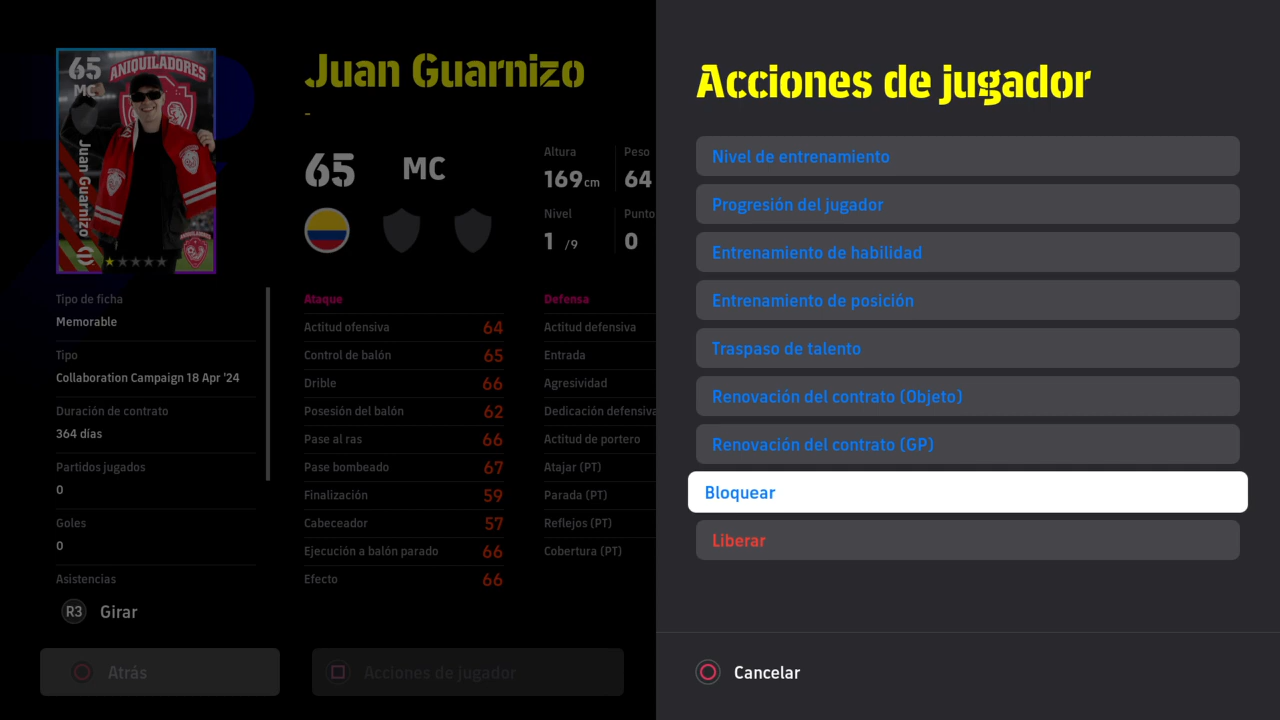 65
MC
ANIQUILADORES
Juan Guarnizo
Juan Guarnizo
-
65
MC
Altura
169cm
Peso
64
Nivel
1 /9
Punto
0
Tipo de ficha
Memorable
Tipo
Collaboration Campaign 18 Apr '24
Duración de contrato
364 días
Partidos jugados
0
Goles
0
Asistencias
R3 Girar
Ataque
Actitud ofensiva 64
Control de balón 65
Drible 66
Posesión del balón 62
Pase al ras 66
Pase bombeado 67
Finalización 59
Cabeceador 57
Ejecución a balón parado 66
Efecto 66
Defensa
Actitud defensiva
Entrada
Agresividad
Dedicación defensiva
Actitud de portero
Atajar (PT)
Parada (PT)
Reflejos (PT)
Cobertura (PT)
Atrás
Acciones de jugador
Acciones de jugador
Nivel de entrenamiento
Progresión del jugador
Entrenamiento de habilidad
Entrenamiento de posición
Traspaso de talento
Renovación del contrato (Objeto)
Renovación del contrato (GP)
Bloquear
Liberar
Cancelar